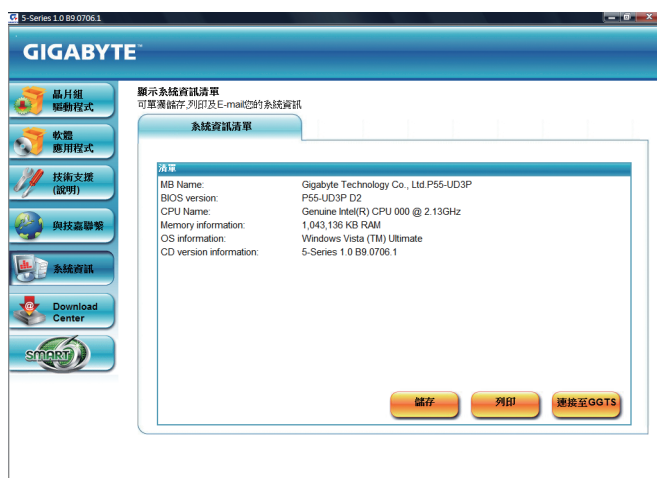 5-Series 1.0 B9.0706.1
GIGABYTE™
晶片組
驅動程式
軟體
應用程式
技術支援
(說明)
與技嘉聯繫
系統資訊
Download
Center
SMART 6
顯示系統資訊清單
可單獨儲存,列印及E-mail您的系統資訊
系統資訊清單
清單
MB Name: Gigabyte Technology Co., Ltd.P55-UD3P
BIOS version: P55-UD3P D2
CPU Name: Genuine Intel(R) CPU 000 @ 2.13GHz
Memory information: 1,043,136 KB RAM
OS information: Windows Vista (TM) Ultimate
CD version information: 5-Series 1.0 B9.0706.1
儲存
列印
連接至GGTS